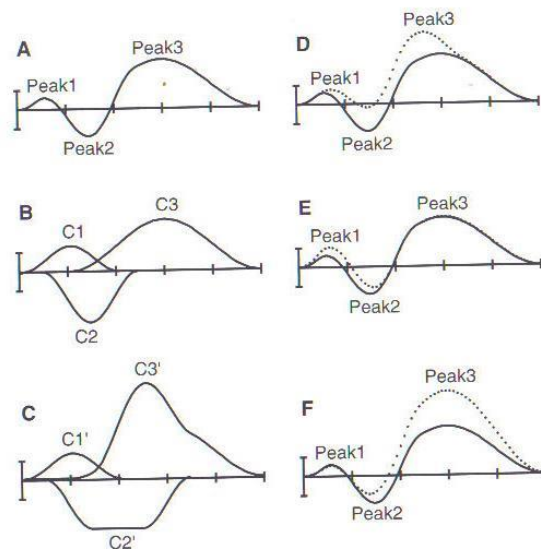 A
Peak1
Peak3
Peak2
B
C1
C3
C2
C
C3'
C1'
C2'
D
Peak3
Peak1
Peak2
E
Peak1
Peak3
Peak2
F
Peak3
Peak1
Peak2